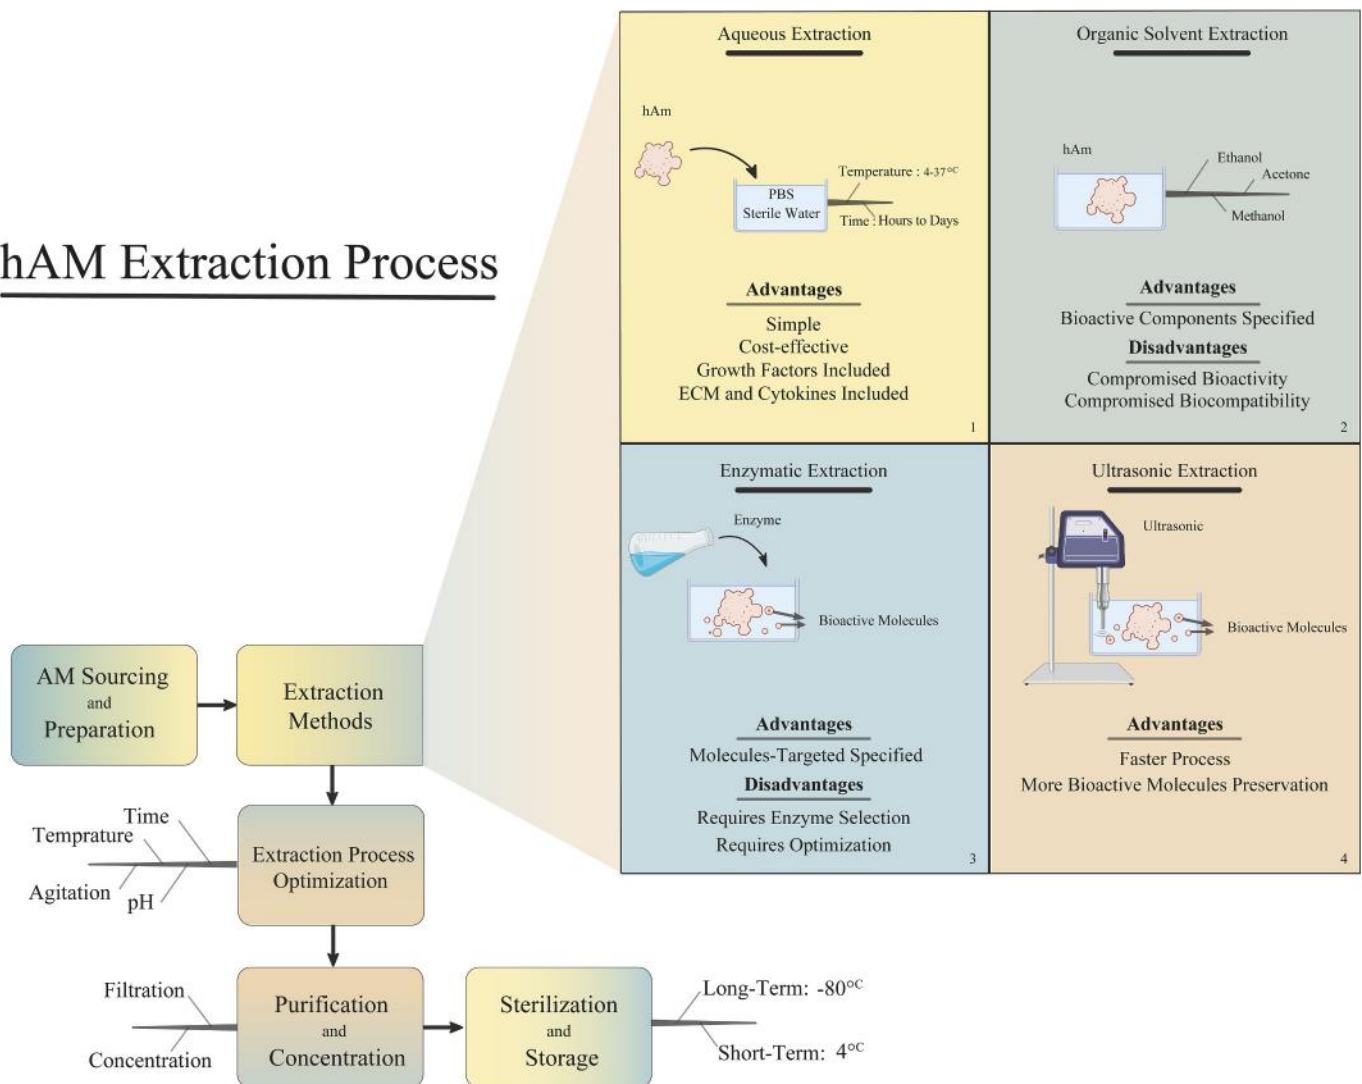 hAM Extraction Process
AM Sourcing
and
Preparation
Extraction
Methods
Time
Temprature
Agitation
pH
Extraction Process
Optimization
Filtration
Concentration
Purification
and
Concentration
Sterilization
and
Storage
Long-Term: -80°C
Short-Term: 4°C
Aqueous Extraction
hAm
PBS
Sterile Water
Temperature : 4-37°C
Time : Hours to Days
Advantages
Simple
Cost-effective
Growth Factors Included
ECM and Cytokines Included
1
Organic Solvent Extraction
hAm
Ethanol
Acetone
Methanol
Advantages
Bioactive Components Specified
Disadvantages
Compromised Bioactivity
Compromised Biocompatibility
2
Enzymatic Extraction
Enzyme
Bioactive Molecules
Advantages
Molecules-Targeted Specified
Disadvantages
Requires Enzyme Selection
Requires Optimization
3
Ultrasonic Extraction
Ultrasonic
Bioactive Molecules
Advantages
Faster Process
More Bioactive Molecules Preservation
4